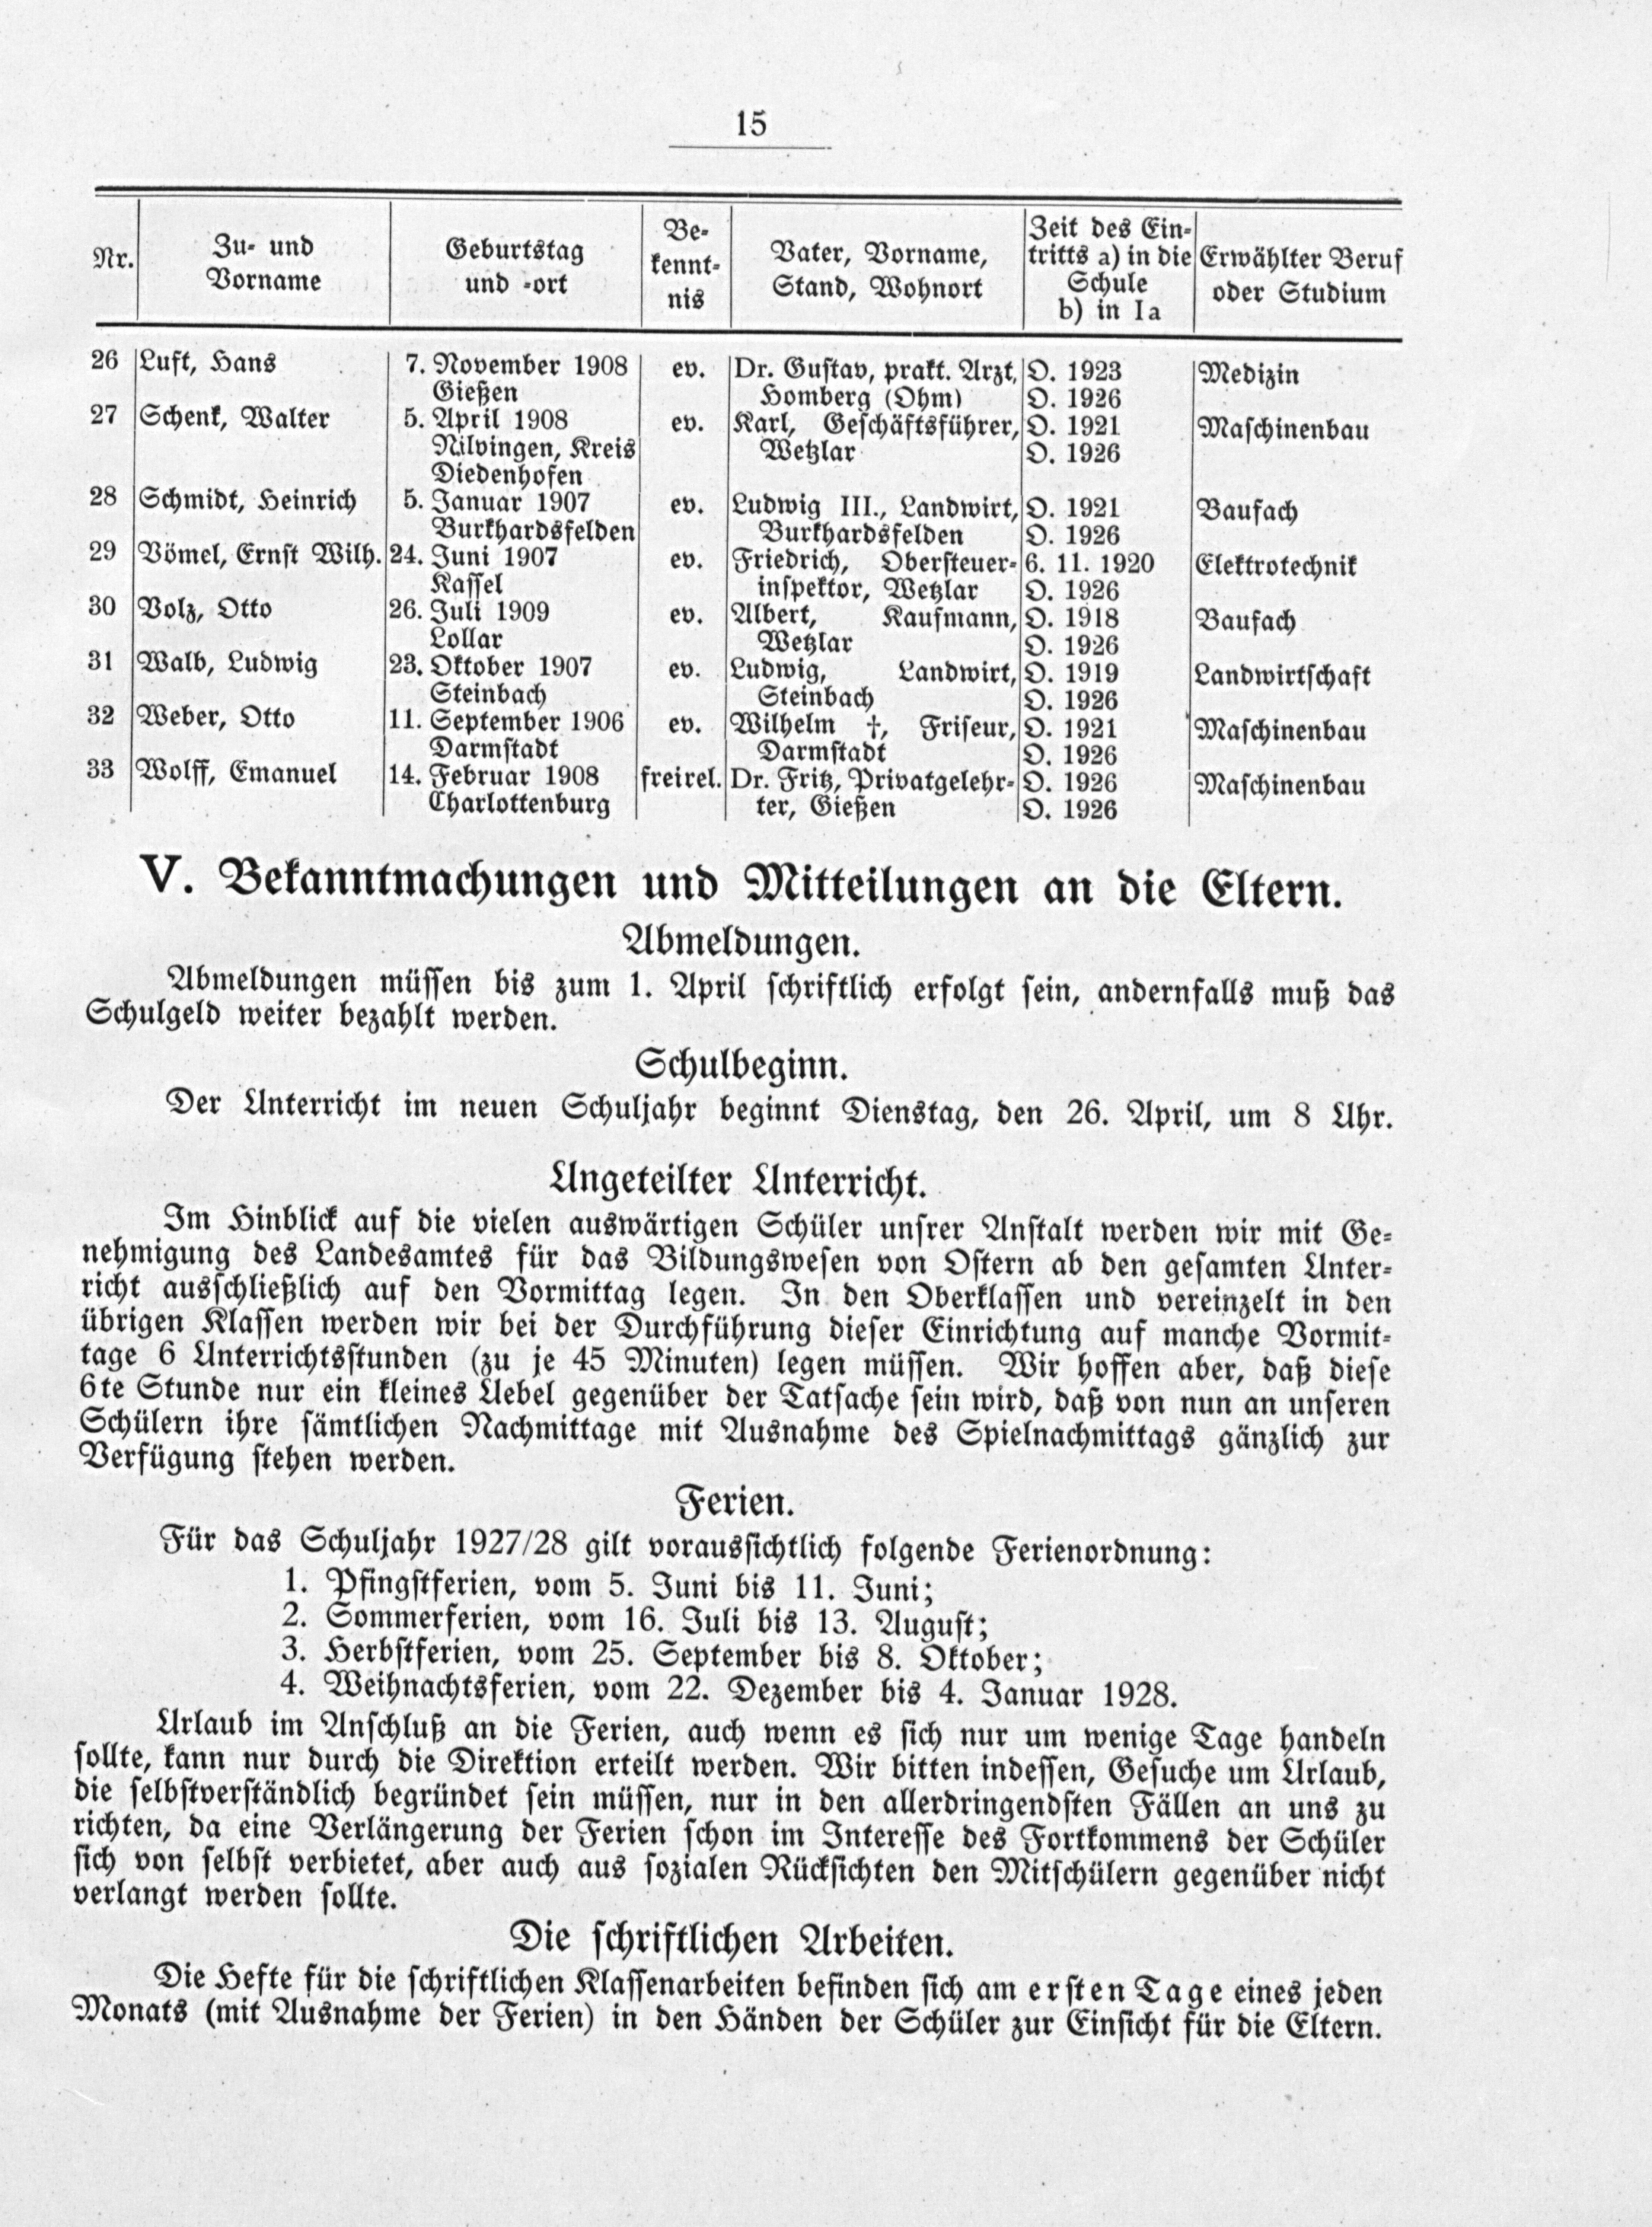 15
Nr. Zu- und Vorname Geburtstag und -ort Be-kennt-nis Vater, Vorname, Stand, Wohnort Zeit des Ein-tritts a) in die Schule b) in Ia Erwählter Beruf oder Studium
26 Luft, Hans 7. November 1908 ev. Dr. Gustav, prakt. Arzt, O. 1923 Medizin
Gießen Homberg (Ohm) O. 1926
27 Schenk, Walter 5. April 1908 ev. Karl, Geschäftsführer, O. 1921 Maschinenbau
Nilvingen, Kreis Wetzlar O. 1926
Diedenhofen
28 Schmidt, Heinrich 5. Januar 1907 ev. Ludwig III., Landwirt, O. 1921 Baufach
Burkhardsfelden Burkhardsfelden O. 1926
29 Vömel, Ernst Wilh. 24. Juni 1907 ev. Friedrich, Obersteuer- 6. 11. 1920 Elektrotechnik
Kassel inspektor, Wetzlar O. 1926
30 Volz, Otto 26. Juli 1909 ev. Albert, Kaufmann, O. 1918 Baufach
Lollar Wetzlar O. 1926
31 Walb, Ludwig 23. Oktober 1907 ev. Ludwig, Landwirt, O. 1919 Landwirtschaft
Steinbach Steinbach O. 1926
32 Weber, Otto 11. September 1906 ev. Wilhelm †, Friseur, O. 1921 Maschinenbau
Darmstadt Darmstadt O. 1926
33 Wolff, Emanuel 14. Februar 1908 freirel. Dr. Fritz, Privatgelehr- O. 1926 Maschinenbau
Charlottenburg ter, Gießen O. 1926
V. Bekanntmachungen und Mitteilungen an die Eltern.
Abmeldungen.
Abmeldungen müssen bis zum 1. April schriftlich erfolgt sein, andernfalls muß das
Schulgeld weiter bezahlt werden.
Schulbeginn.
Der Unterricht im neuen Schuljahr beginnt Dienstag, den 26. April, um 8 Uhr.
Ungeteilter Unterricht.
Im Hinblick auf die vielen auswärtigen Schüler unsrer Anstalt werden wir mit Ge-
nehmigung des Landesamtes für das Bildungswesen von Ostern ab den gesamten Unter-
richt ausschließlich auf den Vormittag legen. In den Oberklassen und vereinzelt in den
übrigen Klassen werden wir bei der Durchführung dieser Einrichtung auf manche Vormit-
tage 6 Unterrichtsstunden (zu je 45 Minuten) legen müssen. Wir hoffen aber, daß diese
6te Stunde nur ein kleines Uebel gegenüber der Tatsache sein wird, daß von nun an unseren
Schülern ihre sämtlichen Nachmittage mit Ausnahme des Spielnachmittags gänzlich zur
Verfügung stehen werden.
Ferien.
Für das Schuljahr 1927/28 gilt voraussichtlich folgende Ferienordnung:
1. Pfingstferien, vom 5. Juni bis 11. Juni;
2. Sommerferien, vom 16. Juli bis 13. August;
3. Herbstferien, vom 25. September bis 8. Oktober;
4. Weihnachtsferien, vom 22. Dezember bis 4. Januar 1928.
Urlaub im Anschluß an die Ferien, auch wenn es sich nur um wenige Tage handeln
sollte, kann nur durch die Direktion erteilt werden. Wir bitten indessen, Gesuche um Urlaub,
die selbstverständlich begründet sein müssen, nur in den allerdringendsten Fällen an uns zu
richten, da eine Verlängerung der Ferien schon im Interesse des Fortkommens der Schüler
sich von selbst verbietet, aber auch aus sozialen Rücksichten den Mitschülern gegenüber nicht
verlangt werden sollte.
Die schriftlichen Arbeiten.
Die Hefte für die schriftlichen Klassenarbeiten befinden sich am ersten Tage eines jeden
Monats (mit Ausnahme der Ferien) in den Händen der Schüler zur Einsicht für die Eltern.